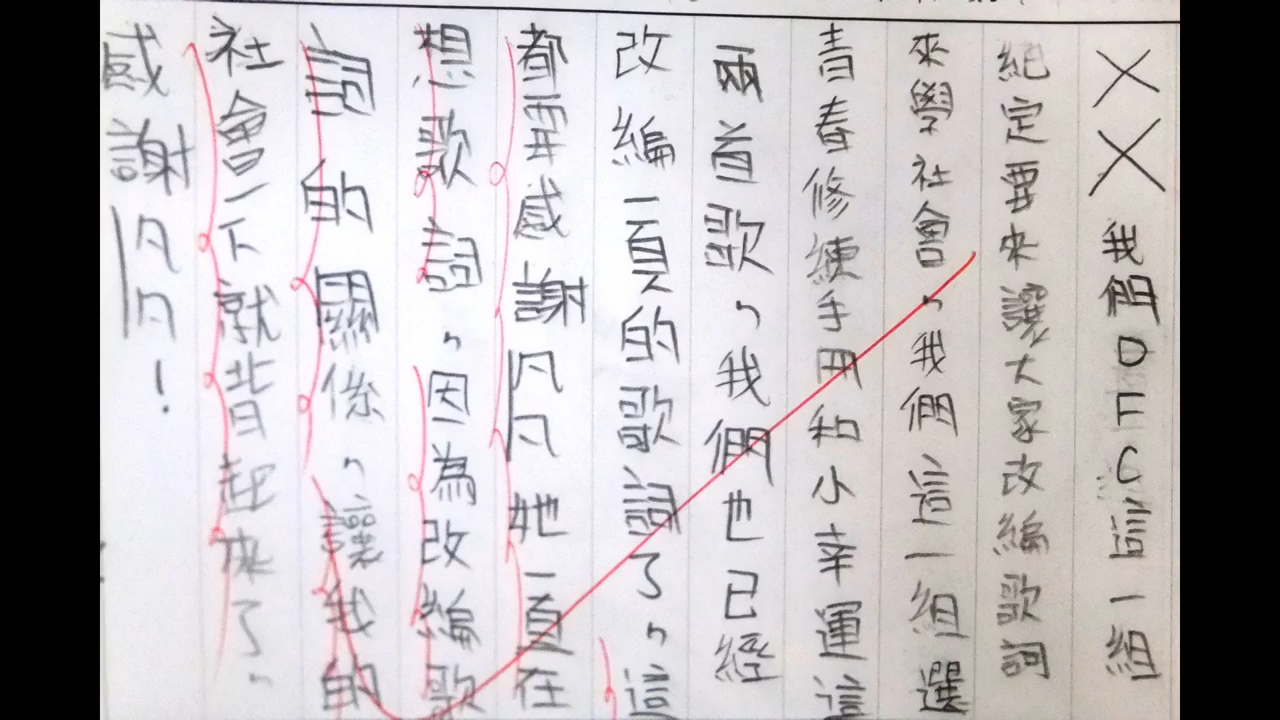 ╳╳我們DFC這一組
絕定要來讓大家改編歌詞
來學社會,我們這一組選
青春修練手冊和小幸運這
兩首歌,我們也已經
改編一頁的歌詞了,這
都要感謝凡凡她一直在
想歌詞,因為改編歌
詞的關係,讓我的
社會一下就背起來了。
感謝凡凡!